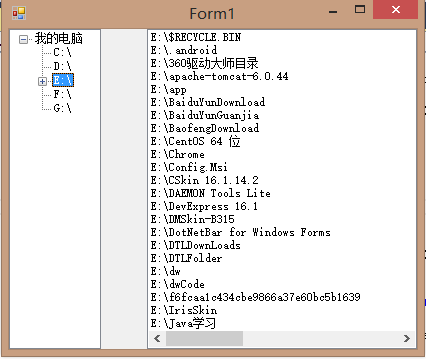 Form1
我的电脑
C:\
D:\
E:\
F:\
G:\
E:\$RECYCLE.BIN
E:\.android
E:\360驱动大师目录
E:\apache-tomcat-6.0.44
E:\app
E:\BaiduYunDownload
E:\BaiduYunGuanjia
E:\BaofengDownload
E:\CentOS 64 位
E:\Chrome
E:\Config.Msi
E:\CSkin 16.1.14.2
E:\DAEMON Tools Lite
E:\DevExpress 16.1
E:\DMSkin-B315
E:\DotNetBar for Windows Forms
E:\DTLDownLoads
E:\DTLFolder
E:\dw
E:\dwCode
E:\f6fcaa1c434cbe9866a37e60bc5b1639
E:\IrisSkin
E:\Java学习